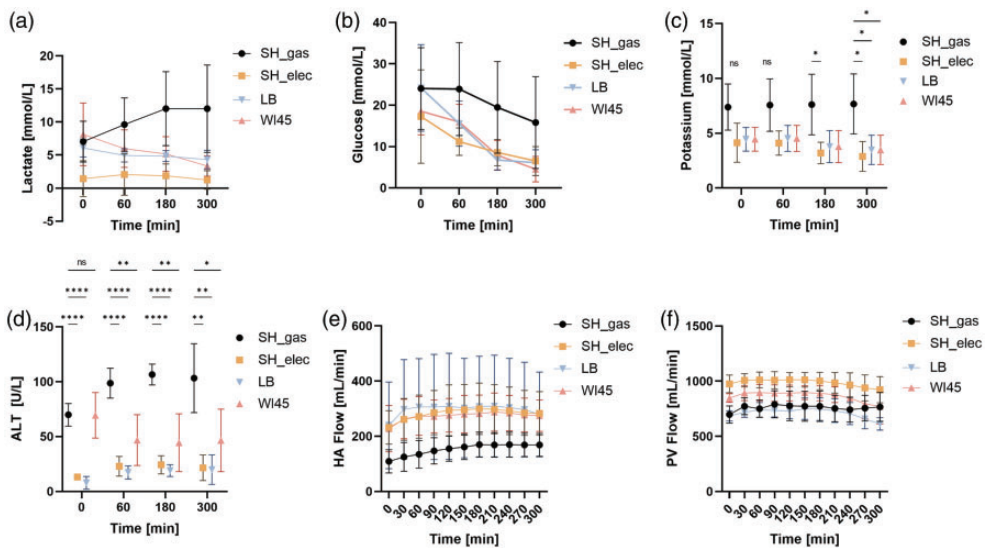 (a)
Lactate [mmol/L]
20
15
10
5
0
-5
0 60 180 300
Time [min]
SH_gas
SH_elec
LB
WI45
(b)
Glucose [mmol/L]
40
30
20
10
0
0 60 180 300
Time [min]
SH_gas
SH_elec
LB
WI45
(c)
Potassium [mmol/L]
15
10
5
0
ns ns * * * *
0 60 180 300
Time [min]
SH_gas
SH_elec
LB
WI45
(d)
ns ** ** *
**** **** **** **
**** **** **** **
ALT [U/L]
150
100
50
0
0 60 180 300
Time [min]
SH_gas
SH_elec
LB
WI45
(e)
HA Flow [mL/min]
600
400
200
0
0 30 60 90 120 150 180 210 240 270 300
Time [min]
SH_gas
SH_elec
LB
WI45
(f)
PV Flow [mL/min]
1500
1000
500
0
0 30 60 90 120 150 180 210 240 270 300
Time [min]
SH_gas
SH_elec
LB
WI45